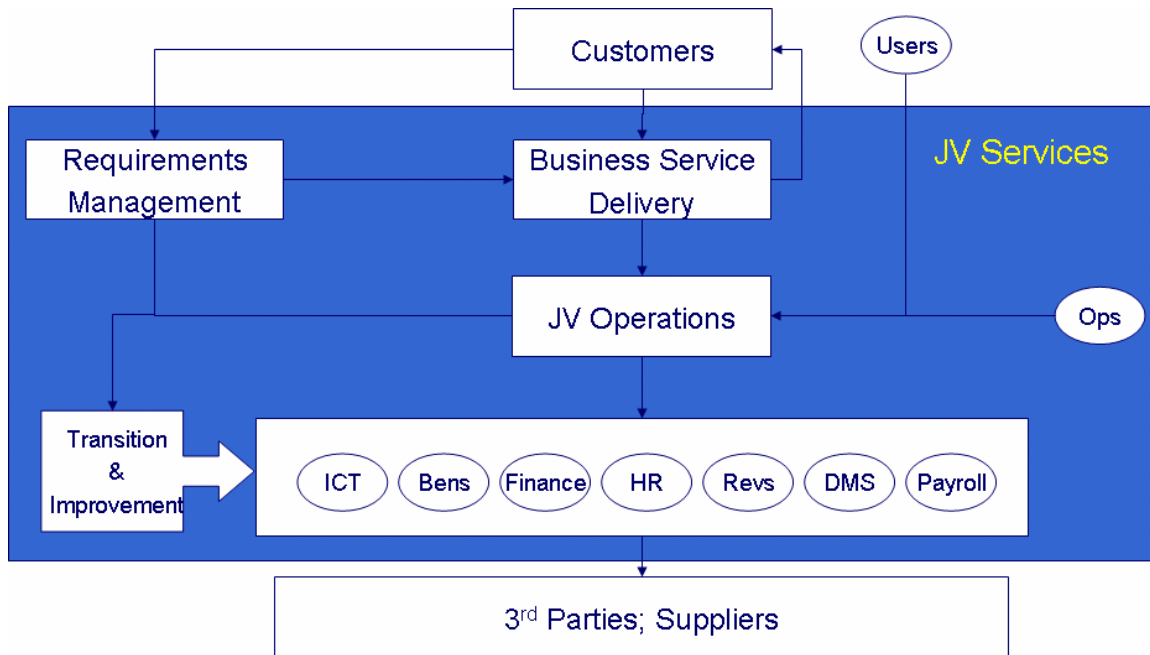 Customers
Users
JV Services
Requirements
Management
Business Service
Delivery
JV Operations
Ops
Transition
&
Improvement
ICT
Bens
Finance
HR
Revs
DMS
Payroll
3rd Parties; Suppliers